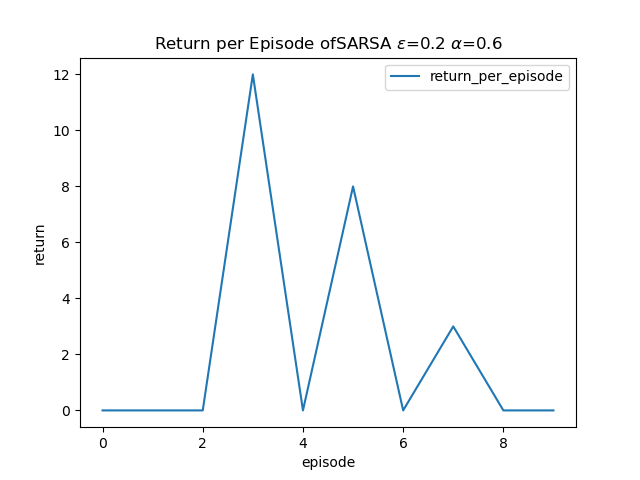 Return per Episode ofSARSA ε=0.2 α=0.6
return_per_episode
12
10
8
6
4
2
0
return
0 2 4 6 8
episode